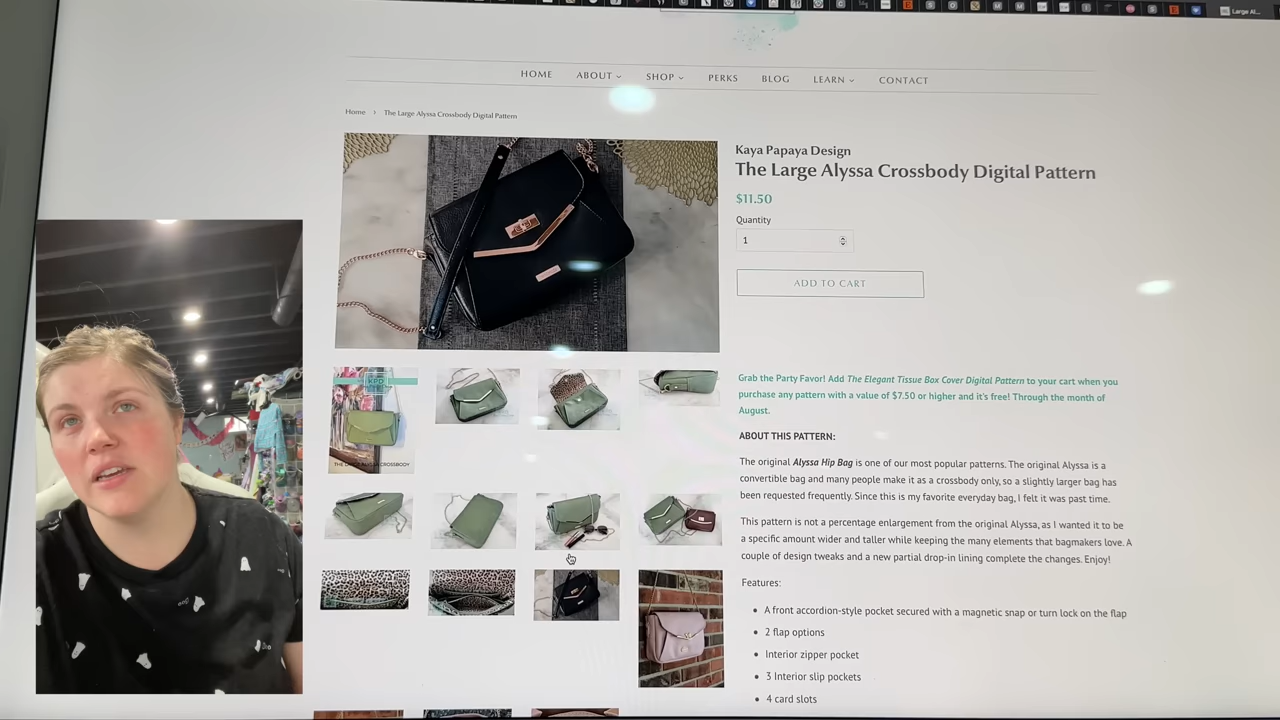 Large Al...
HOME ABOUT SHOP PERKS BLOG LEARN CONTACT
Home › The Large Alyssa Crossbody Digital Pattern
Kaya Papaya Design
The Large Alyssa Crossbody Digital Pattern
$11.50
Quantity
1
ADD TO CART
KPD
THE LARGE ALYSSA CROSSBODY
Grab the Party Favor! Add The Elegant Tissue Box Cover Digital Pattern to your cart when you
purchase any pattern with a value of $7.50 or higher and it's free! Through the month of
August.
ABOUT THIS PATTERN:
The original Alyssa Hip Bag is one of our most popular patterns. The original Alyssa is a
convertible bag and many people make it as a crossbody only, so a slightly larger bag has
been requested frequently. Since this is my favorite everyday bag, I felt it was past time.
This pattern is not a percentage enlargement from the original Alyssa, as I wanted it to be
a specific amount wider and taller while keeping the many elements that bagmakers love. A
couple of design tweaks and a new partial drop-in lining complete the changes. Enjoy!
Features:
• A front accordion-style pocket secured with a magnetic snap or turn lock on the flap
• 2 flap options
• Interior zipper pocket
• 3 Interior slip pockets
• 4 card slots